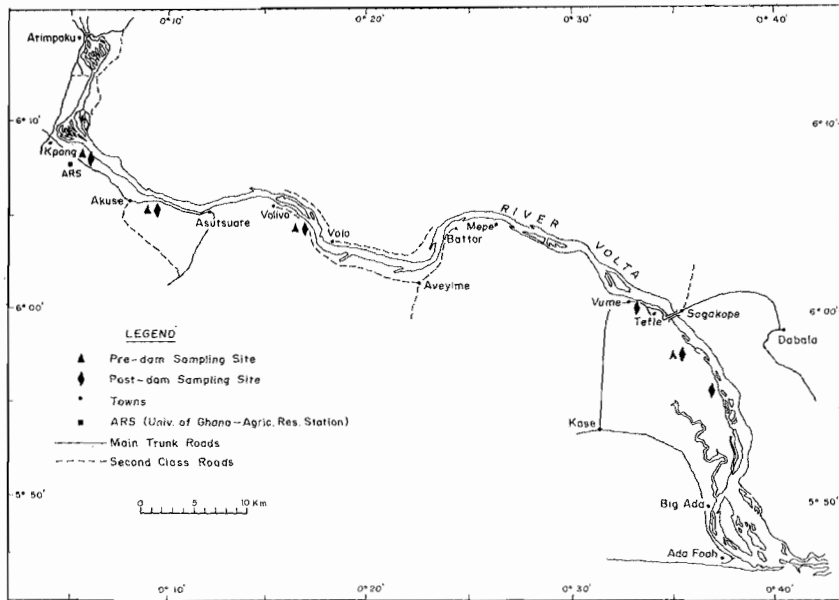 0° 10'
0° 20'
0° 30'
0° 40'
Atimpoku
6° 10'
6° 10'
Kpong
ARS
Akuse
Asutsuare
Volivo
Volo
Battor
Mepe
RIVER VOLTA
Aveyime
6° 00'
6° 00'
Vume
Tefle
Sogakope
Dabala
LEGEND
Pre-dam Sampling Site
Post-dam Sampling Site
Towns
ARS (Univ. of Ghana-Agric. Res. Station)
Main Trunk Roads
Second Class Roads
Kase
5° 50'
5° 50'
0 5 10 Km
Big Ada
Ada Foah
0° 10'
0° 20'
0° 30'
0° 40'